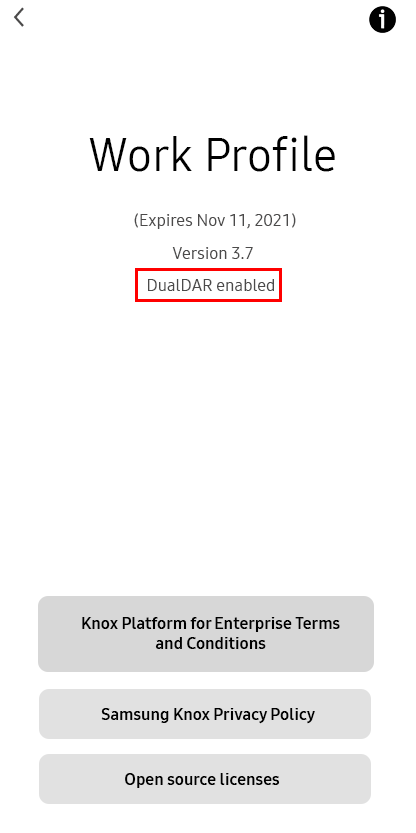 Work Profile
(Expires Nov 11, 2021)
Version 3.7
DualDAR enabled
Knox Platform for Enterprise Terms
and Conditions
Samsung Knox Privacy Policy
Open source licenses